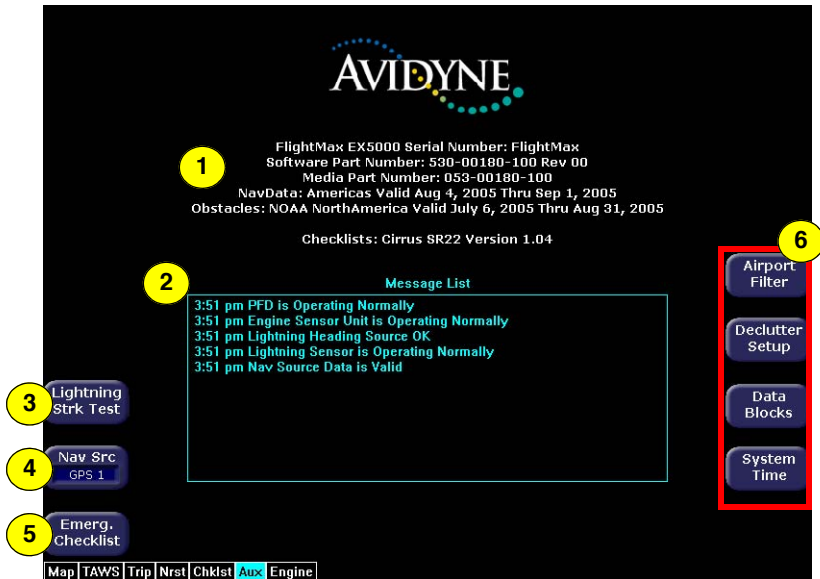 AVIDYNE
FlightMax EX5000 Serial Number: FlightMax
1
Software Part Number: 530-00180-100 Rev 00
Media Part Number: 053-00180-100
NavData: Americas Valid Aug 4, 2005 Thru Sep 1, 2005
Obstacles: NOAA NorthAmerica Valid July 6, 2005 Thru Aug 31, 2005
Checklists: Cirrus SR22 Version 1.04
6
2
Message List
3:51 pm PFD is Operating Normally
3:51 pm Engine Sensor Unit is Operating Normally
3:51 pm Lightning Heading Source OK
3:51 pm Lightning Sensor is Operating Normally
3:51 pm Nav Source Data is Valid
Airport
Filter
Declutter
Setup
Data
Blocks
System
Time
3
Lightning
Strk Test
4
Nav Src
GPS 1
5
Emerg.
Checklist
Map TAWS Trip Nrst Chklst Aux Engine